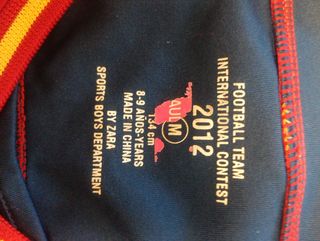 FOOTBALL TEAM
INTERNATIONAL CONTEST
2012
M
134 cm
8-9 AÑOS-YEARS
MADE IN CHINA
BY ZARA
SPORTS BOYS DEPARTMENT